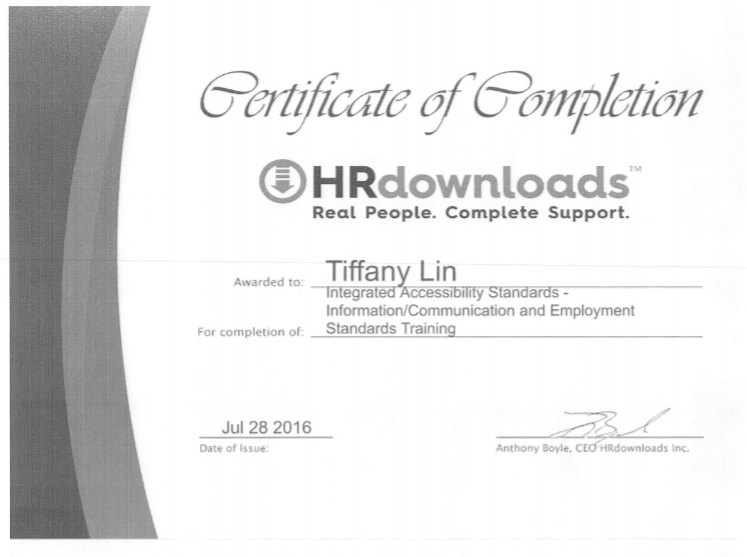 Certificate of Completion
HRdownloads™
Real People. Complete Support.
Awarded to: Tiffany Lin
Integrated Accessibility Standards -
Information/Communication and Employment
For completion of: Standards Training
Jul 28 2016
Date of Issue:
Anthony Boyle, CEO HRdownloads Inc.